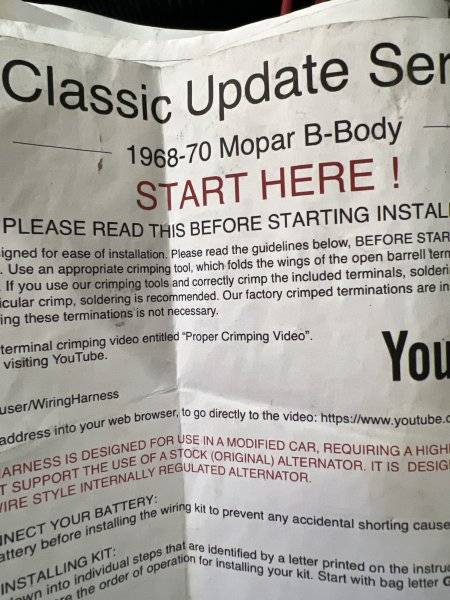 Classic Update Ser
1968-70 Mopar B-Body
START HERE !
PLEASE READ THIS BEFORE STARTING INSTAL
igned for ease of installation. Please read the guidelines below, BEFORE STAR
. Use an appropriate crimping tool, which folds the wings of the open barrell term
. If you use our crimping tools and correctly crimp the included terminals, solderi
icular crimp, soldering is recommended. Our factory crimped terminations are in
ing these terminations is not necessary.
terminal crimping video entitled "Proper Crimping Video".
visiting YouTube.
You
user/WiringHarness
address into your web browser, to go directly to the video: https://www.youtube.c
ARNESS IS DESIGNED FOR USE IN A MODIFIED CAR, REQUIRING A HIGH
T SUPPORT THE USE OF A STOCK (ORIGINAL) ALTERNATOR. IT IS DESIG
WIRE STYLE INTERNALLY REGULATED ALTERNATOR.
NNECT YOUR BATTERY:
attery before installing the wiring kit to prevent any accidental shorting cause
INSTALLING KIT:
down into individual steps that are identified by a letter printed on the instruc
are the order of operation for installing your kit. Start with bag letter G